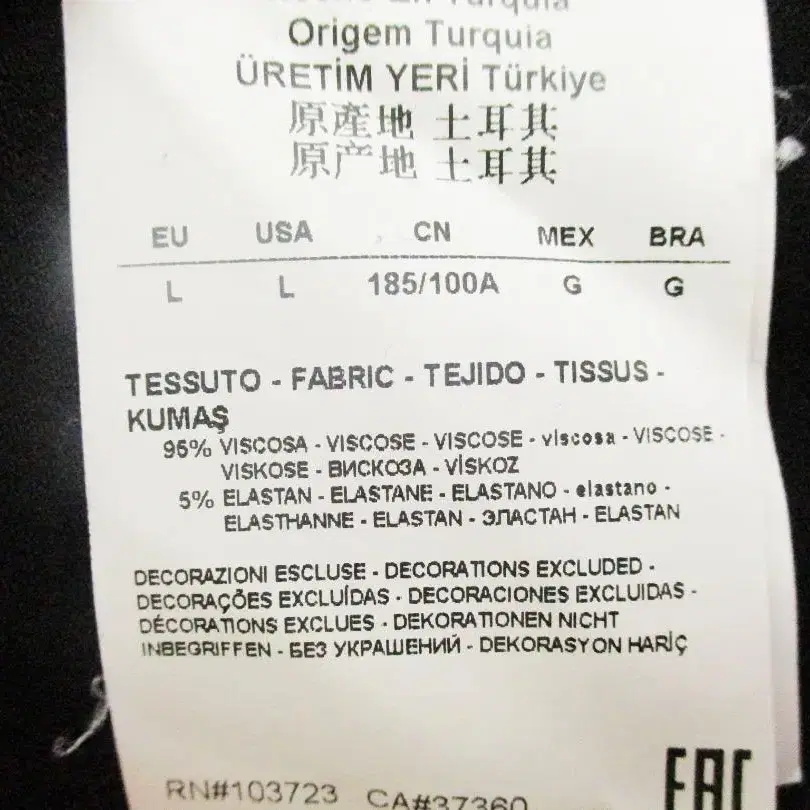 Turquia
Origem Turquia
ÜRETİM YERİ Türkiye
原產地 土耳其
原产地 土耳其
EU USA CN MEX BRA
L L 185/100A G G
TESSUTO - FABRIC - TEJIDO - TISSUS -
KUMAŞ
95% VISCOSA - VISCOSE - VISCOSE - viscosa - VISCOSE -
VISKOSE - ВИСКОЗА - VİSKOZ
5% ELASTAN - ELASTANE - ELASTANO - elastano -
ELASTHANNE - ELASTAN - ЭЛАСТАН - ELASTAN
DECORAZIONI ESCLUSE - DECORATIONS EXCLUDED -
DECORAÇÕES EXCLUÍDAS - DECORACIONES EXCLUIDAS -
DÉCORATIONS EXCLUES - DEKORATIONEN NICHT
INBEGRIFFEN - БЕЗ УКРАШЕНИЙ - DEKORASYON HARİÇ
RN#103723 CA#37360
EAC